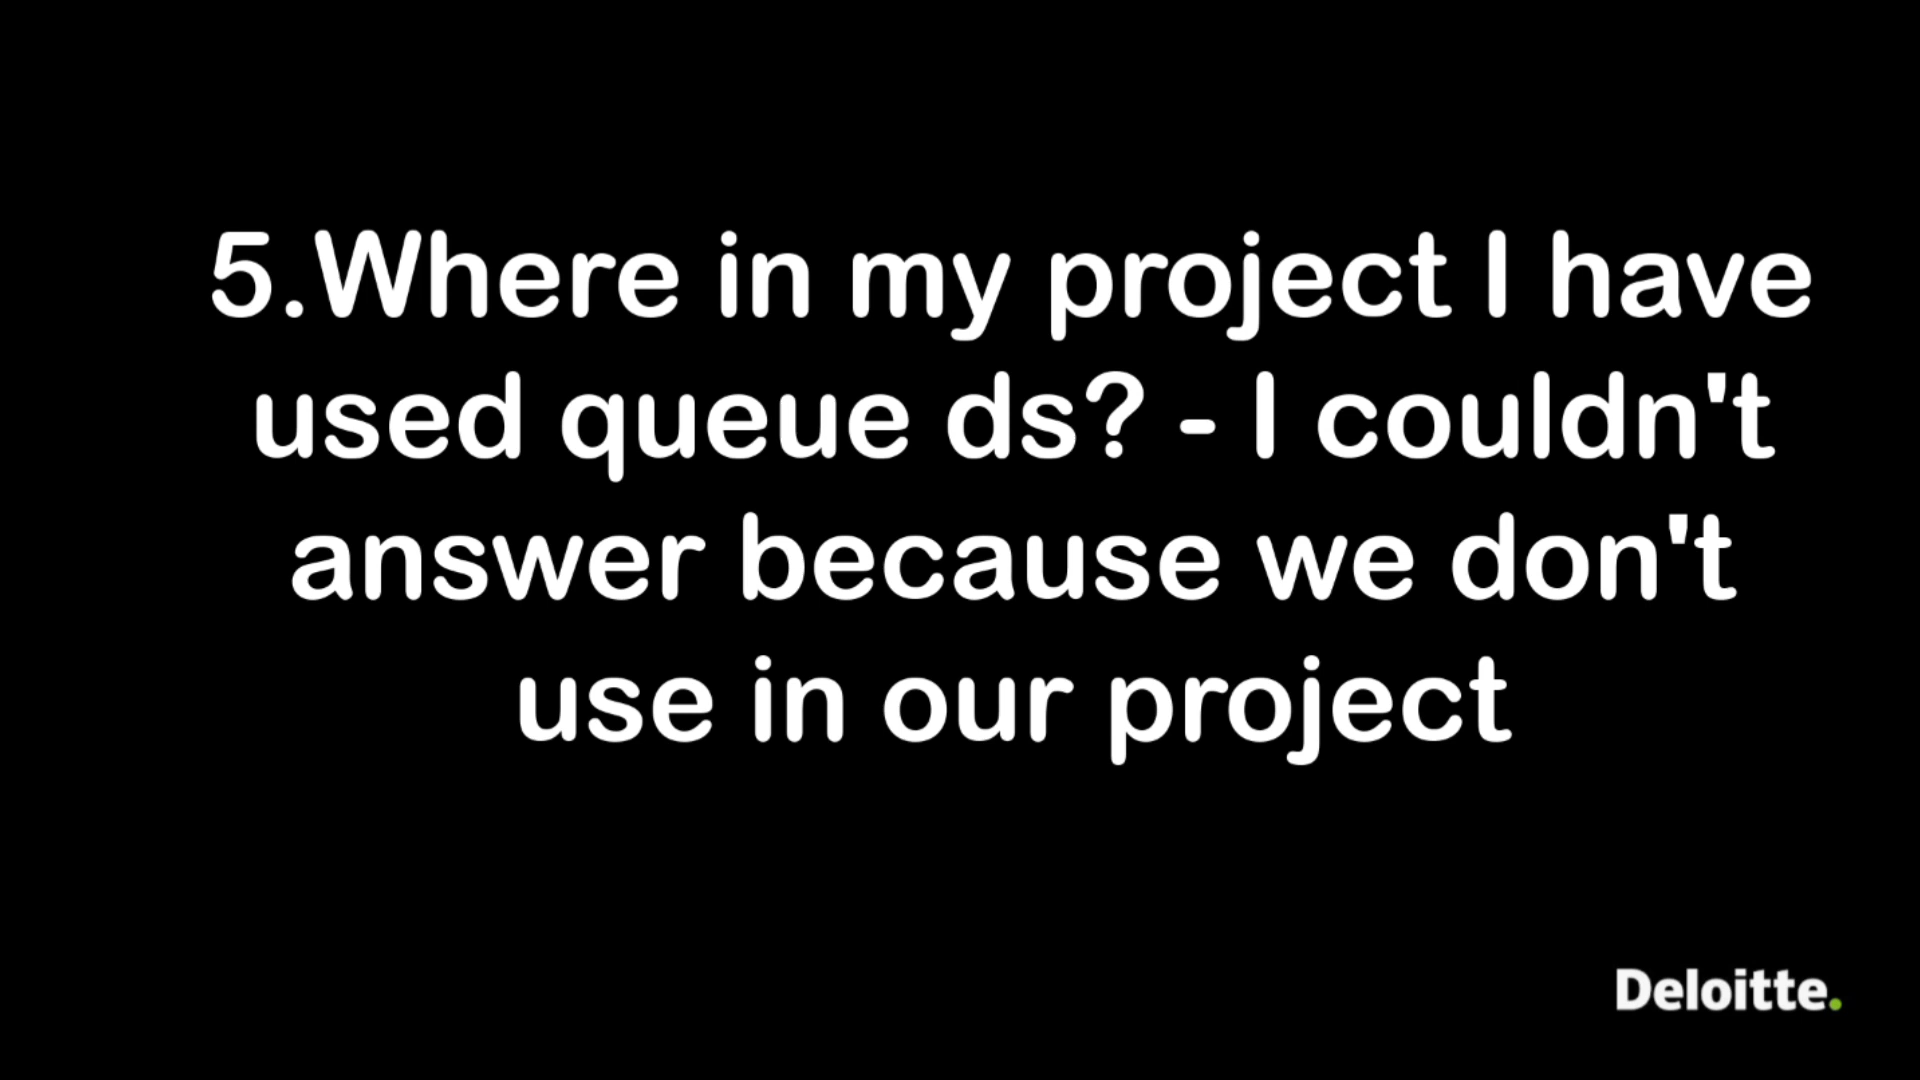 5.Where in my project I have
used queue ds? - I couldn't
answer because we don't
use in our project
Deloitte.